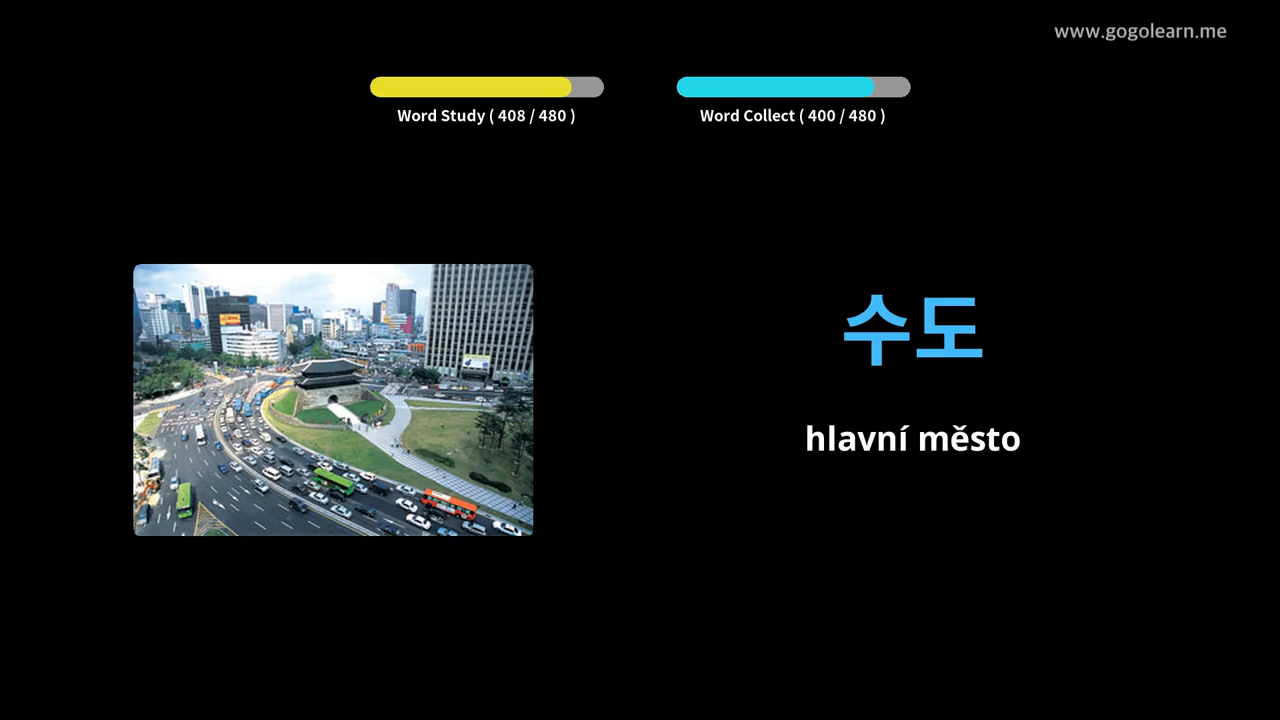 www.gogolearn.me
Word Study ( 408 / 480 )
Word Collect ( 400 / 480 )
수도
hlavní město